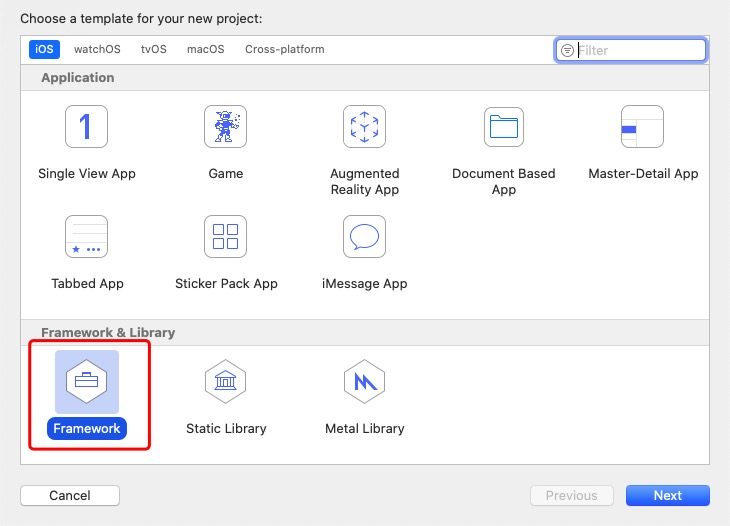 Choose a template for your new project:
iOS watchOS tvOS macOS Cross-platform Filter
Application
1
Single View App Game Augmented Reality App Document Based App Master-Detail App
Tabbed App Sticker Pack App iMessage App
Framework & Library
Framework Static Library Metal Library
Cancel Previous Next